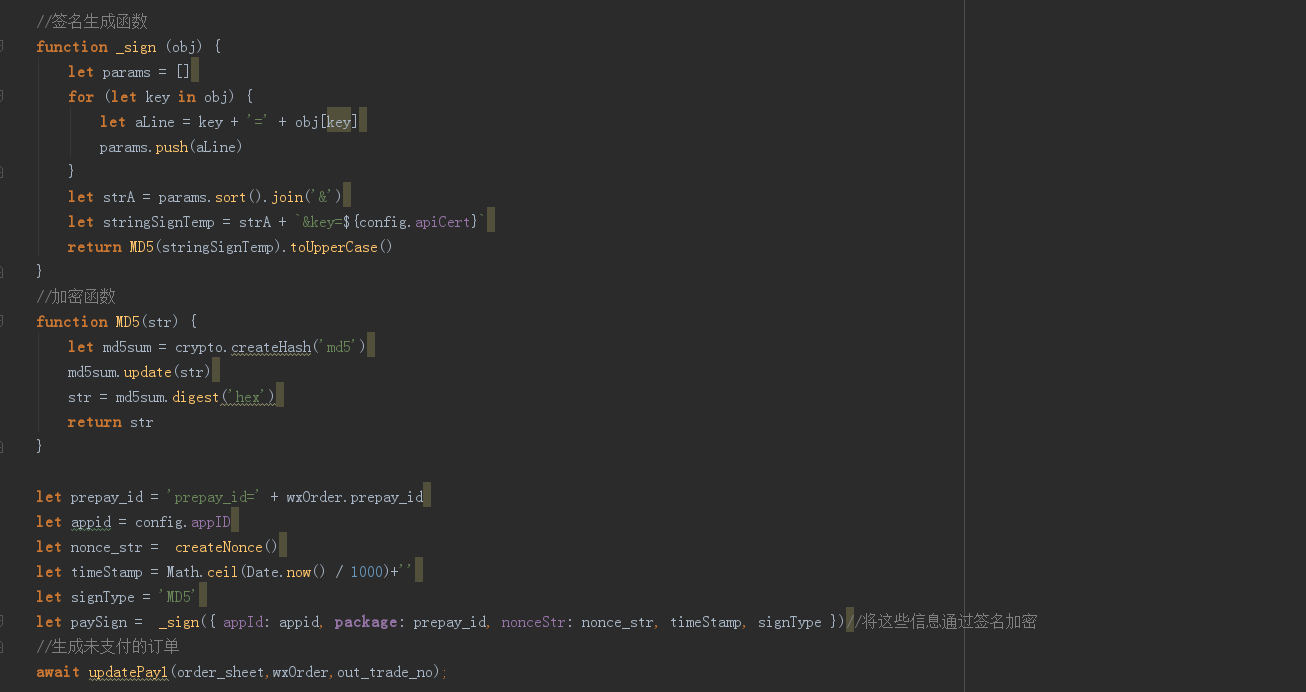 //签名生成函数
function _sign (obj) {
    let params = []
    for (let key in obj) {
        let aLine = key + '=' + obj[key]
        params.push(aLine)
    }
    let strA = params.sort().join('&')
    let stringSignTemp = strA + `&key=${config.apiCert}`
    return MD5(stringSignTemp).toUpperCase()
}
//加密函数
function MD5(str) {
    let md5sum = crypto.createHash('md5')
    md5sum.update(str)
    str = md5sum.digest('hex')
    return str
}
let prepay_id = 'prepay_id=' + wxOrder.prepay_id
let appid = config.appID
let nonce_str =  createNonce()
let timeStamp = Math.ceil(Date.now() / 1000)+''
let signType = 'MD5'
let paySign =  _sign({ appId: appid, package: prepay_id, nonceStr: nonce_str, timeStamp, signType })//将这些信息通过签名加密
//生成未支付的订单
await updatePay1(order_sheet,wxOrder,out_trade_no);